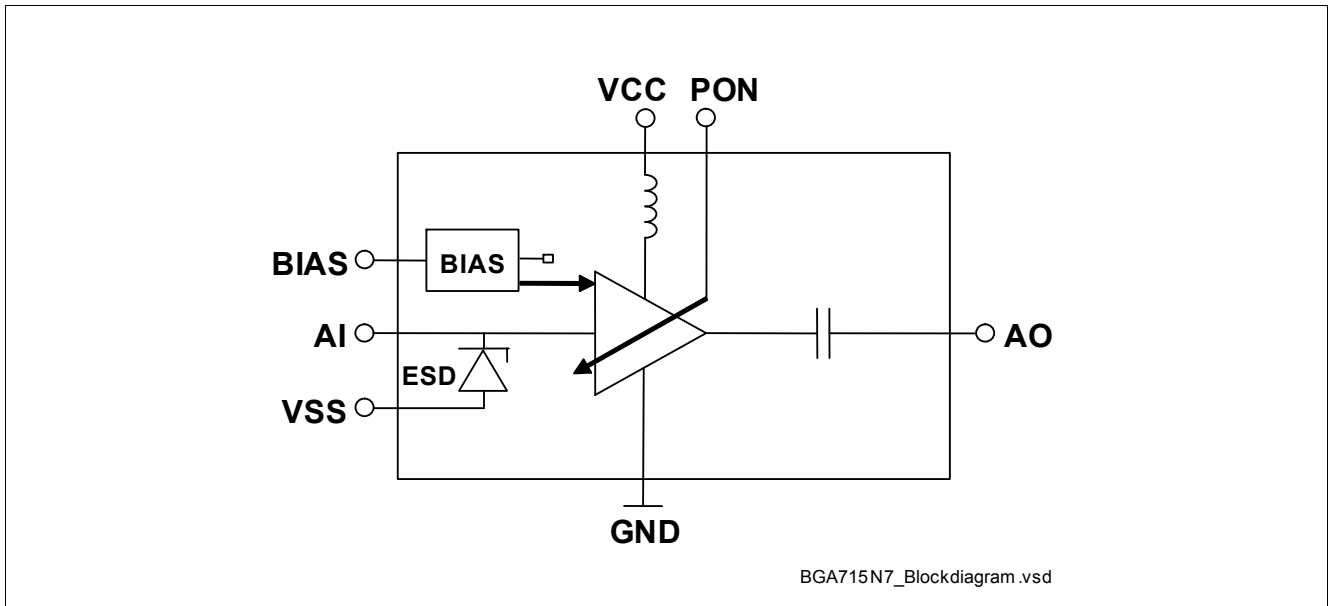 VCC PON
BIAS
BIAS
AI
ESD
AO
VSS
GND
BGA715N7_Blockdiagram.vsd